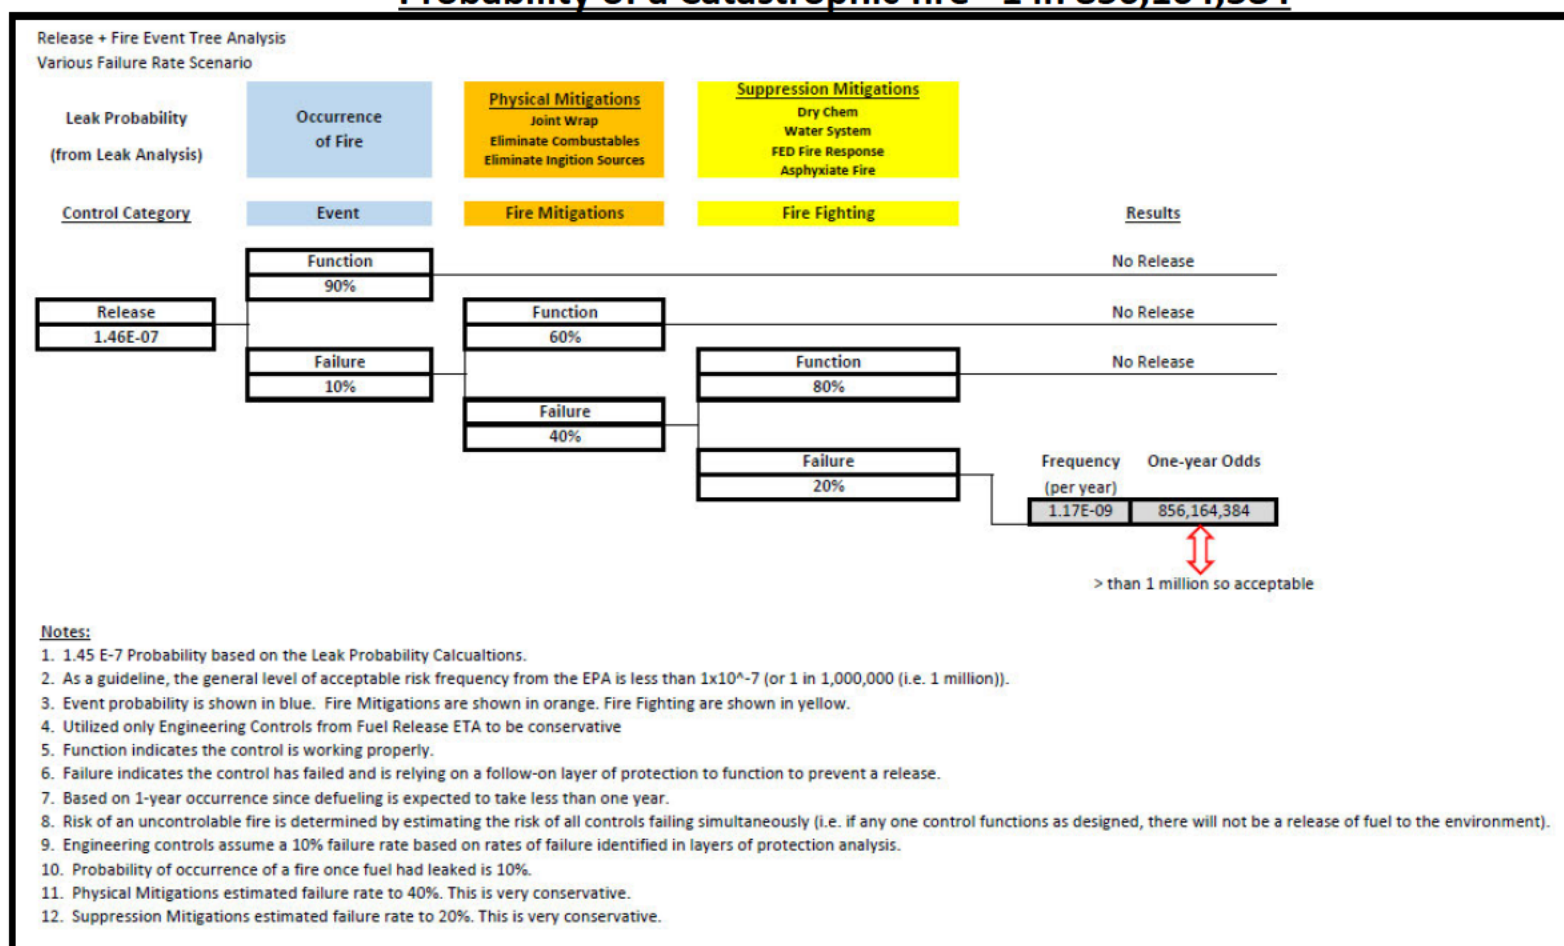 Probability of a Catastrophic fire - 1 in 856,164,384
Release + Fire Event Tree Analysis
Various Failure Rate Scenario
Leak Probability
(from Leak Analysis)
Occurrence
of Fire
Physical Mitigations
Joint Wrap
Eliminate Combustables
Eliminate Ingition Sources
Suppression Mitigations
Dry Chem
Water System
FED Fire Response
Asphyxiate Fire
Control Category
Event
Fire Mitigations
Fire Fighting
Results
Function
90%
No Release
Release
1.46E-07
Function
60%
No Release
Failure
10%
Function
80%
No Release
Failure
40%
Failure
20%
Frequency
(per year)
One-year Odds
1.17E-09
856,164,384
> than 1 million so acceptable
Notes:
1. 1.45 E-7 Probability based on the Leak Probability Calcualtions.
2. As a guideline, the general level of acceptable risk frequency from the EPA is less than 1x10^-7 (or 1 in 1,000,000 (i.e. 1 million)).
3. Event probability is shown in blue. Fire Mitigations are shown in orange. Fire Fighting are shown in yellow.
4. Utilized only Engineering Controls from Fuel Release ETA to be conservative
5. Function indicates the control is working properly.
6. Failure indicates the control has failed and is relying on a follow-on layer of protection to function to prevent a release.
7. Based on 1-year occurrence since defueling is expected to take less than one year.
8. Risk of an uncontrolable fire is determined by estimating the risk of all controls failing simultaneously (i.e. if any one control functions as designed, there will not be a release of fuel to the environment).
9. Engineering controls assume a 10% failure rate based on rates of failure identified in layers of protection analysis.
10. Probability of occurrence of a fire once fuel had leaked is 10%.
11. Physical Mitigations estimated failure rate to 40%. This is very conservative.
12. Suppression Mitigations estimated failure rate to 20%. This is very conservative.